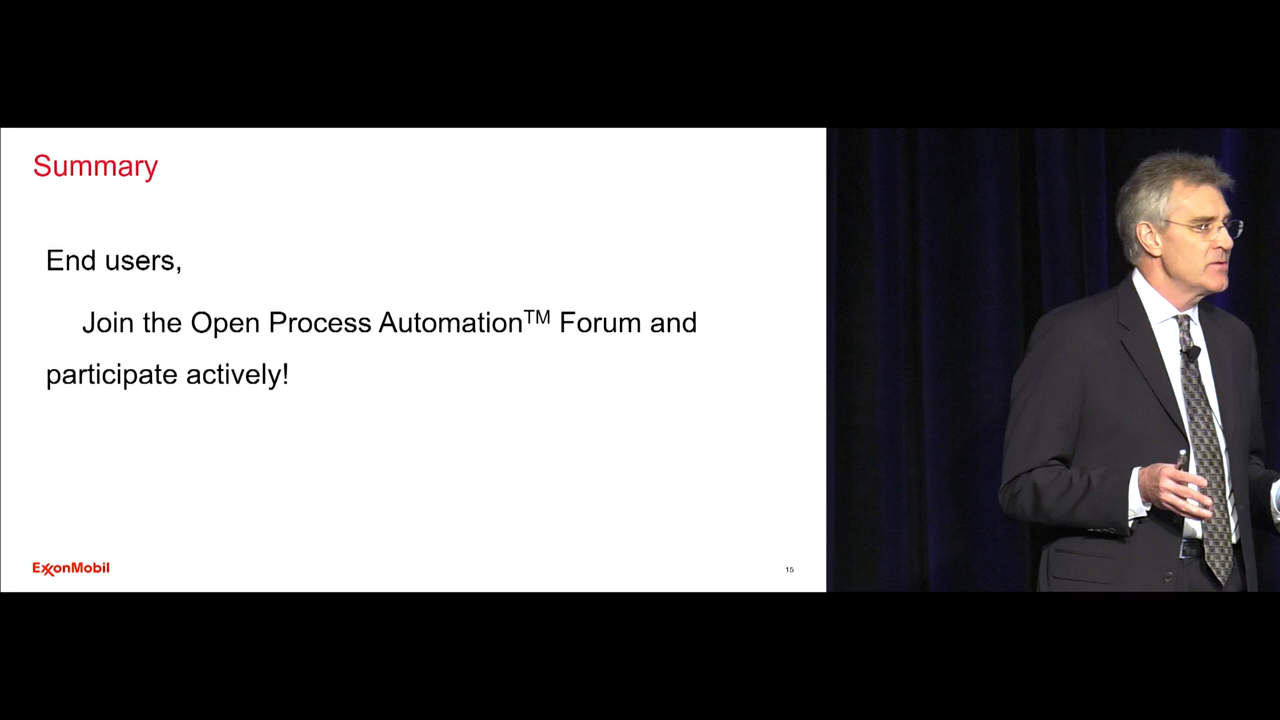 Summary
End users,
Join the Open Process Automation™ Forum and
participate actively!
ExxonMobil
15